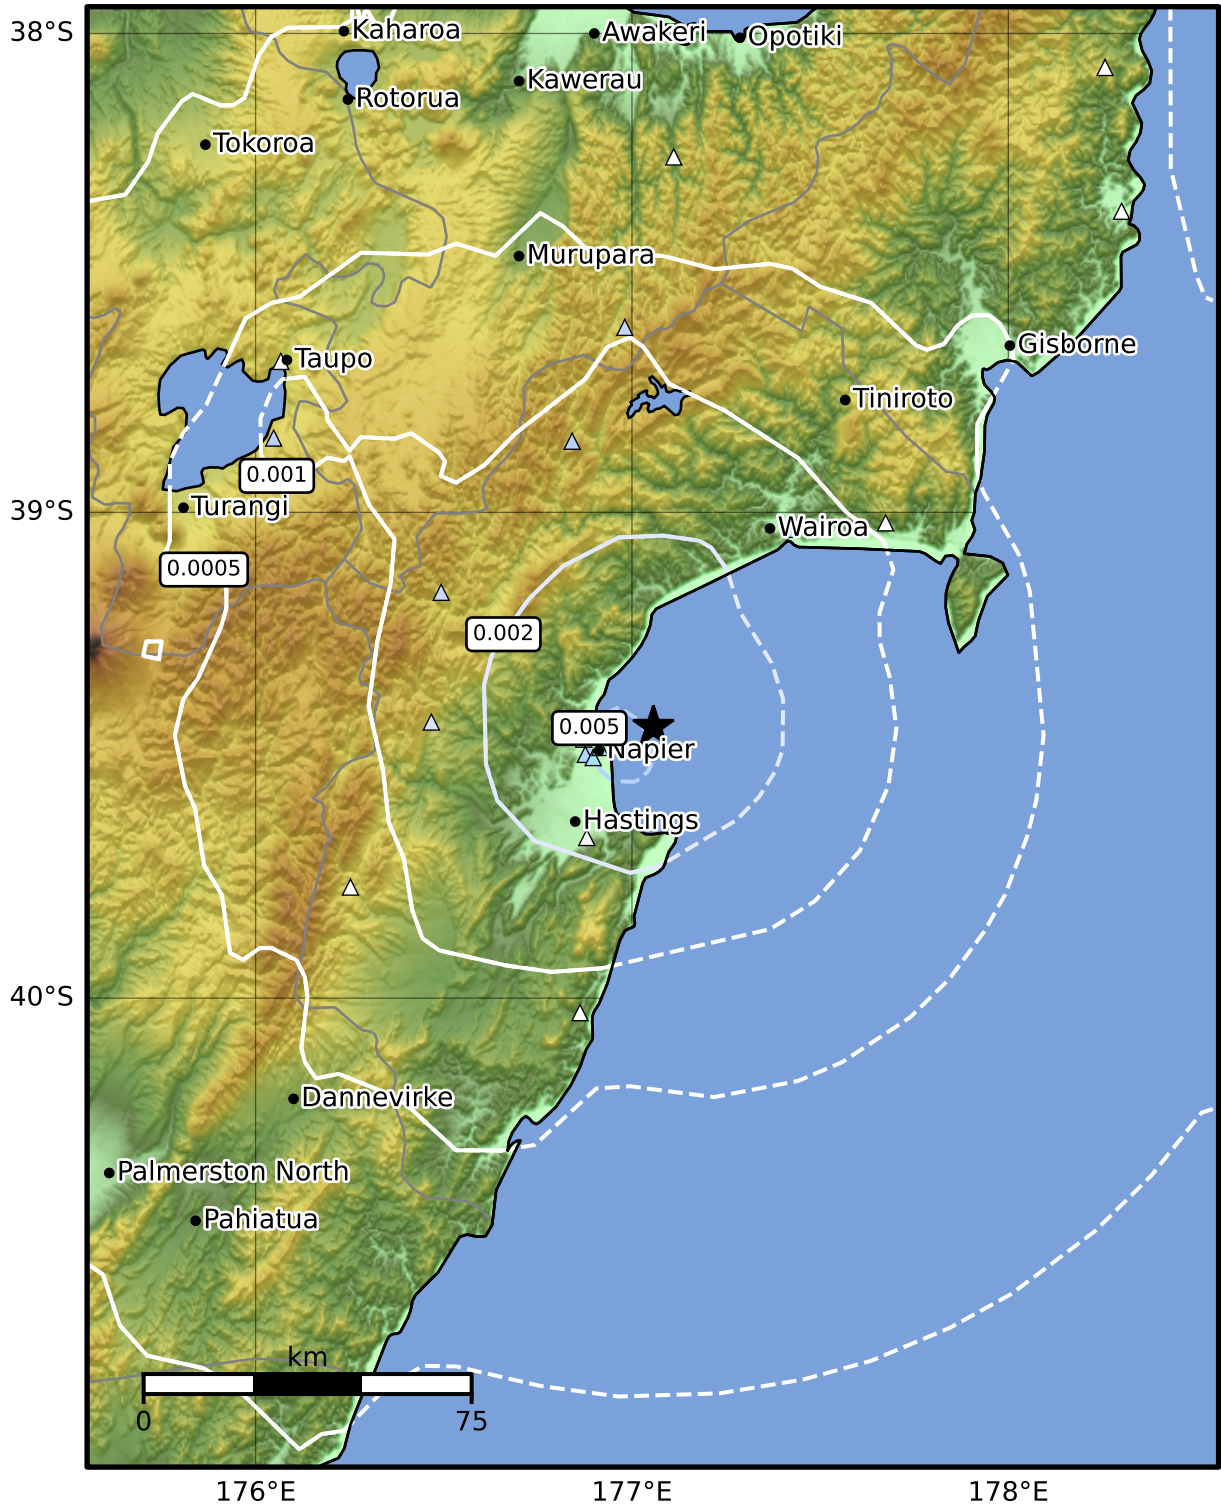 38°S
Kaharoa
Awakeri
Opotiki
Kawerau
Rotorua
Tokoroa
Murupara
Gisborne
Taupo
Tiniroto
0.001
39°S
Turangi
Wairoa
0.0005
0.002
0.005
Napier
Hastings
40°S
Dannevirke
Palmerston North
Pahiatua
km
0 75
176°E 177°E 178°E